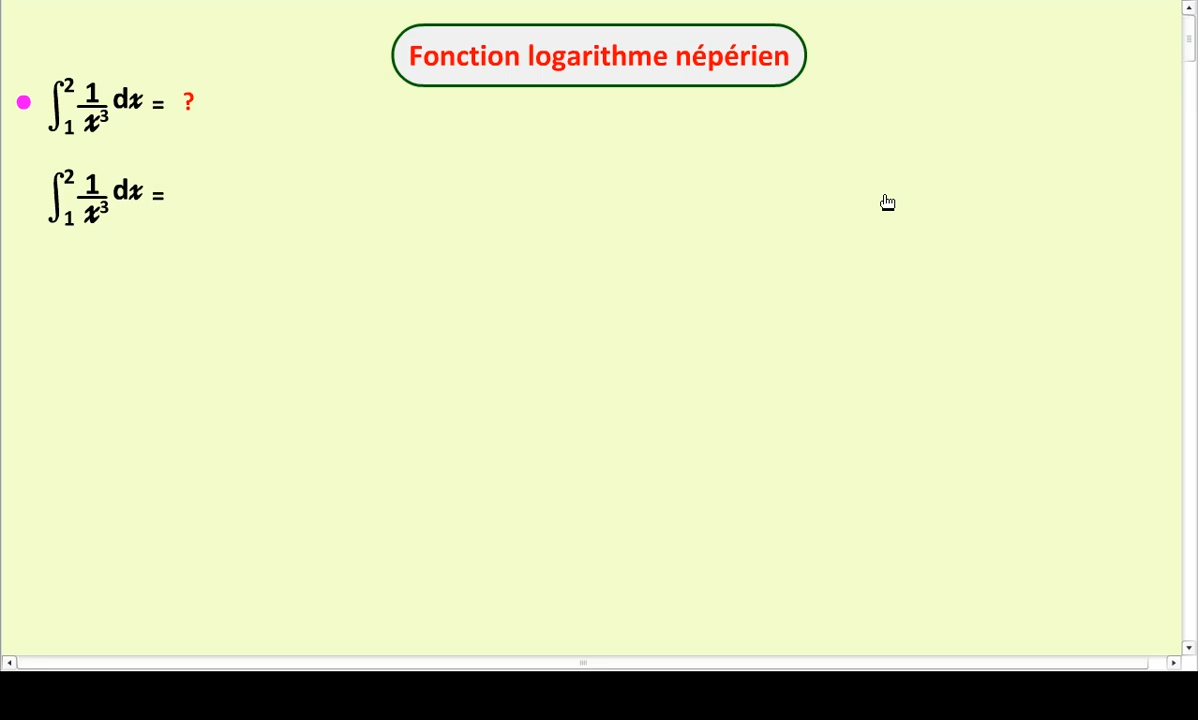 Fonction logarithme népérien
∫₁² 1/x³ dx = ?
∫₁² 1/x³ dx =